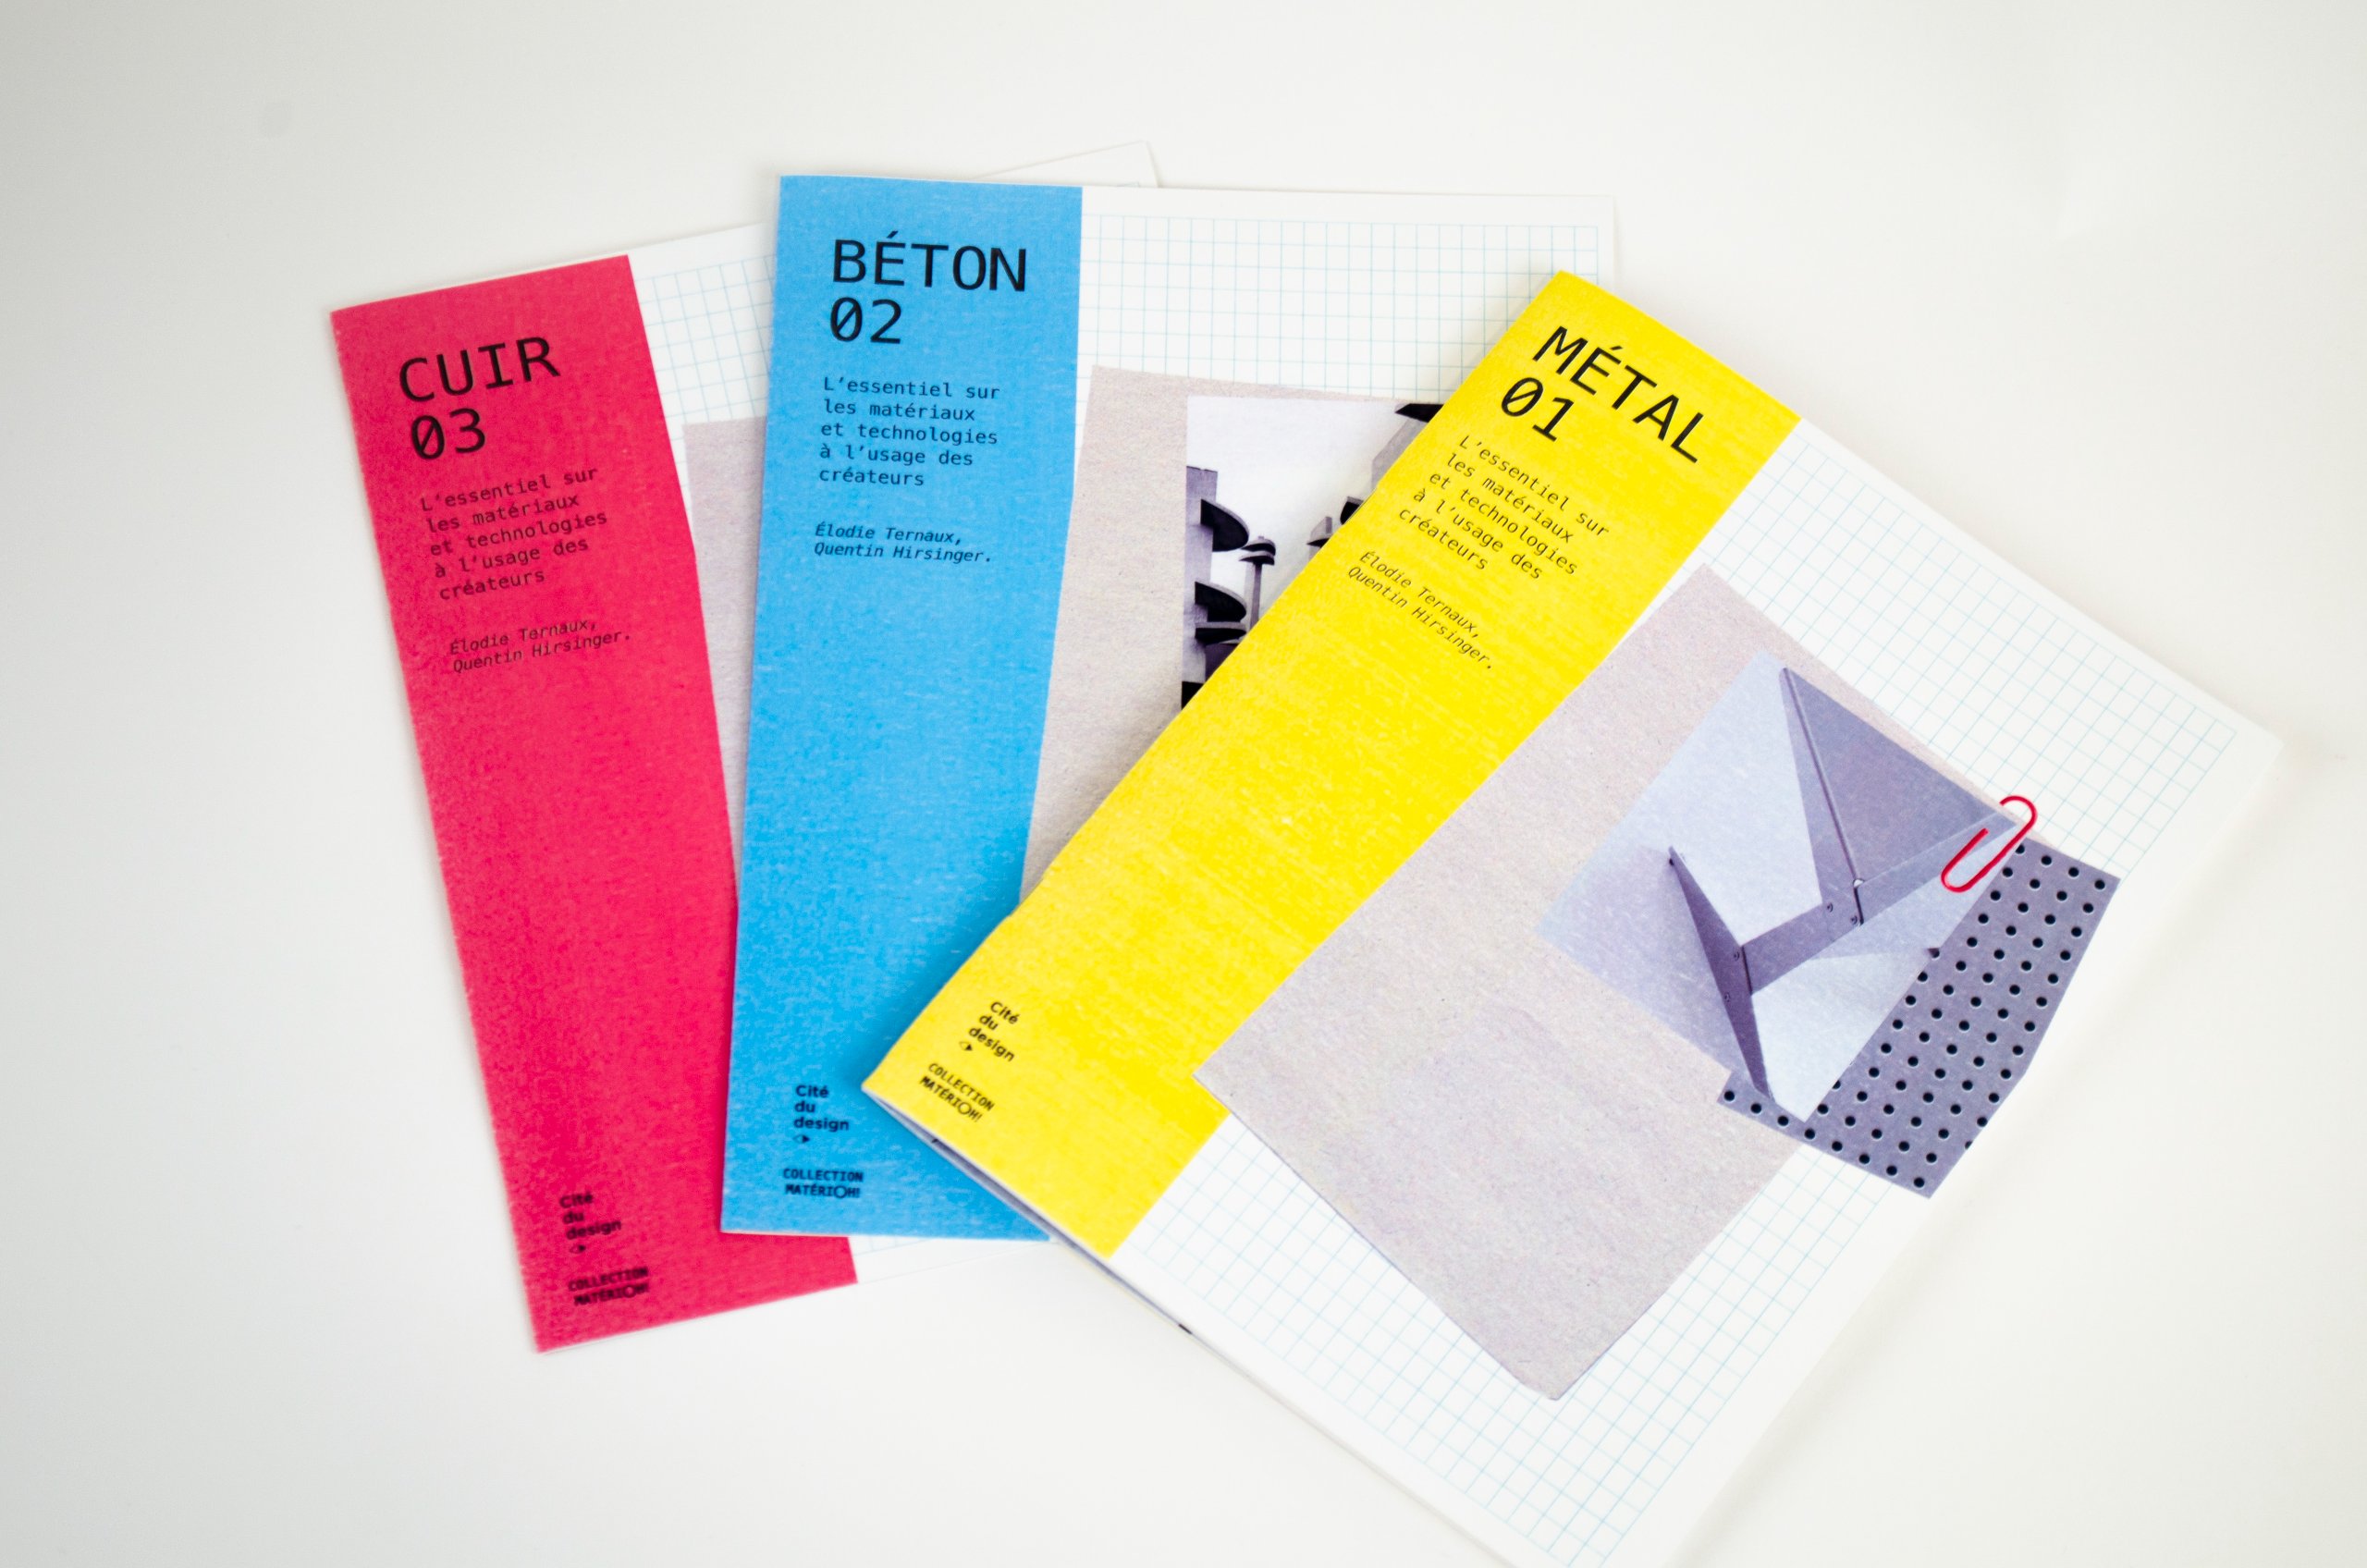 CUIR
03
L'essentiel sur
les matériaux
et technologies
à l'usage des
créateurs
Élodie Ternaux,
Quentin Hirsinger.
Cité
du
design
COLLECTION
MATÉRIOH!
BÉTON
02
L'essentiel sur
les matériaux
et technologies
à l'usage des
créateurs
Élodie Ternaux,
Quentin Hirsinger.
Cité
du
design
COLLECTION
MATÉRIOH!
MÉTAL
01
L'essentiel sur
les matériaux
et technologies
à l'usage des
créateurs
Élodie Ternaux,
Quentin Hirsinger.
Cité
du
design
COLLECTION
MATÉRIOH!